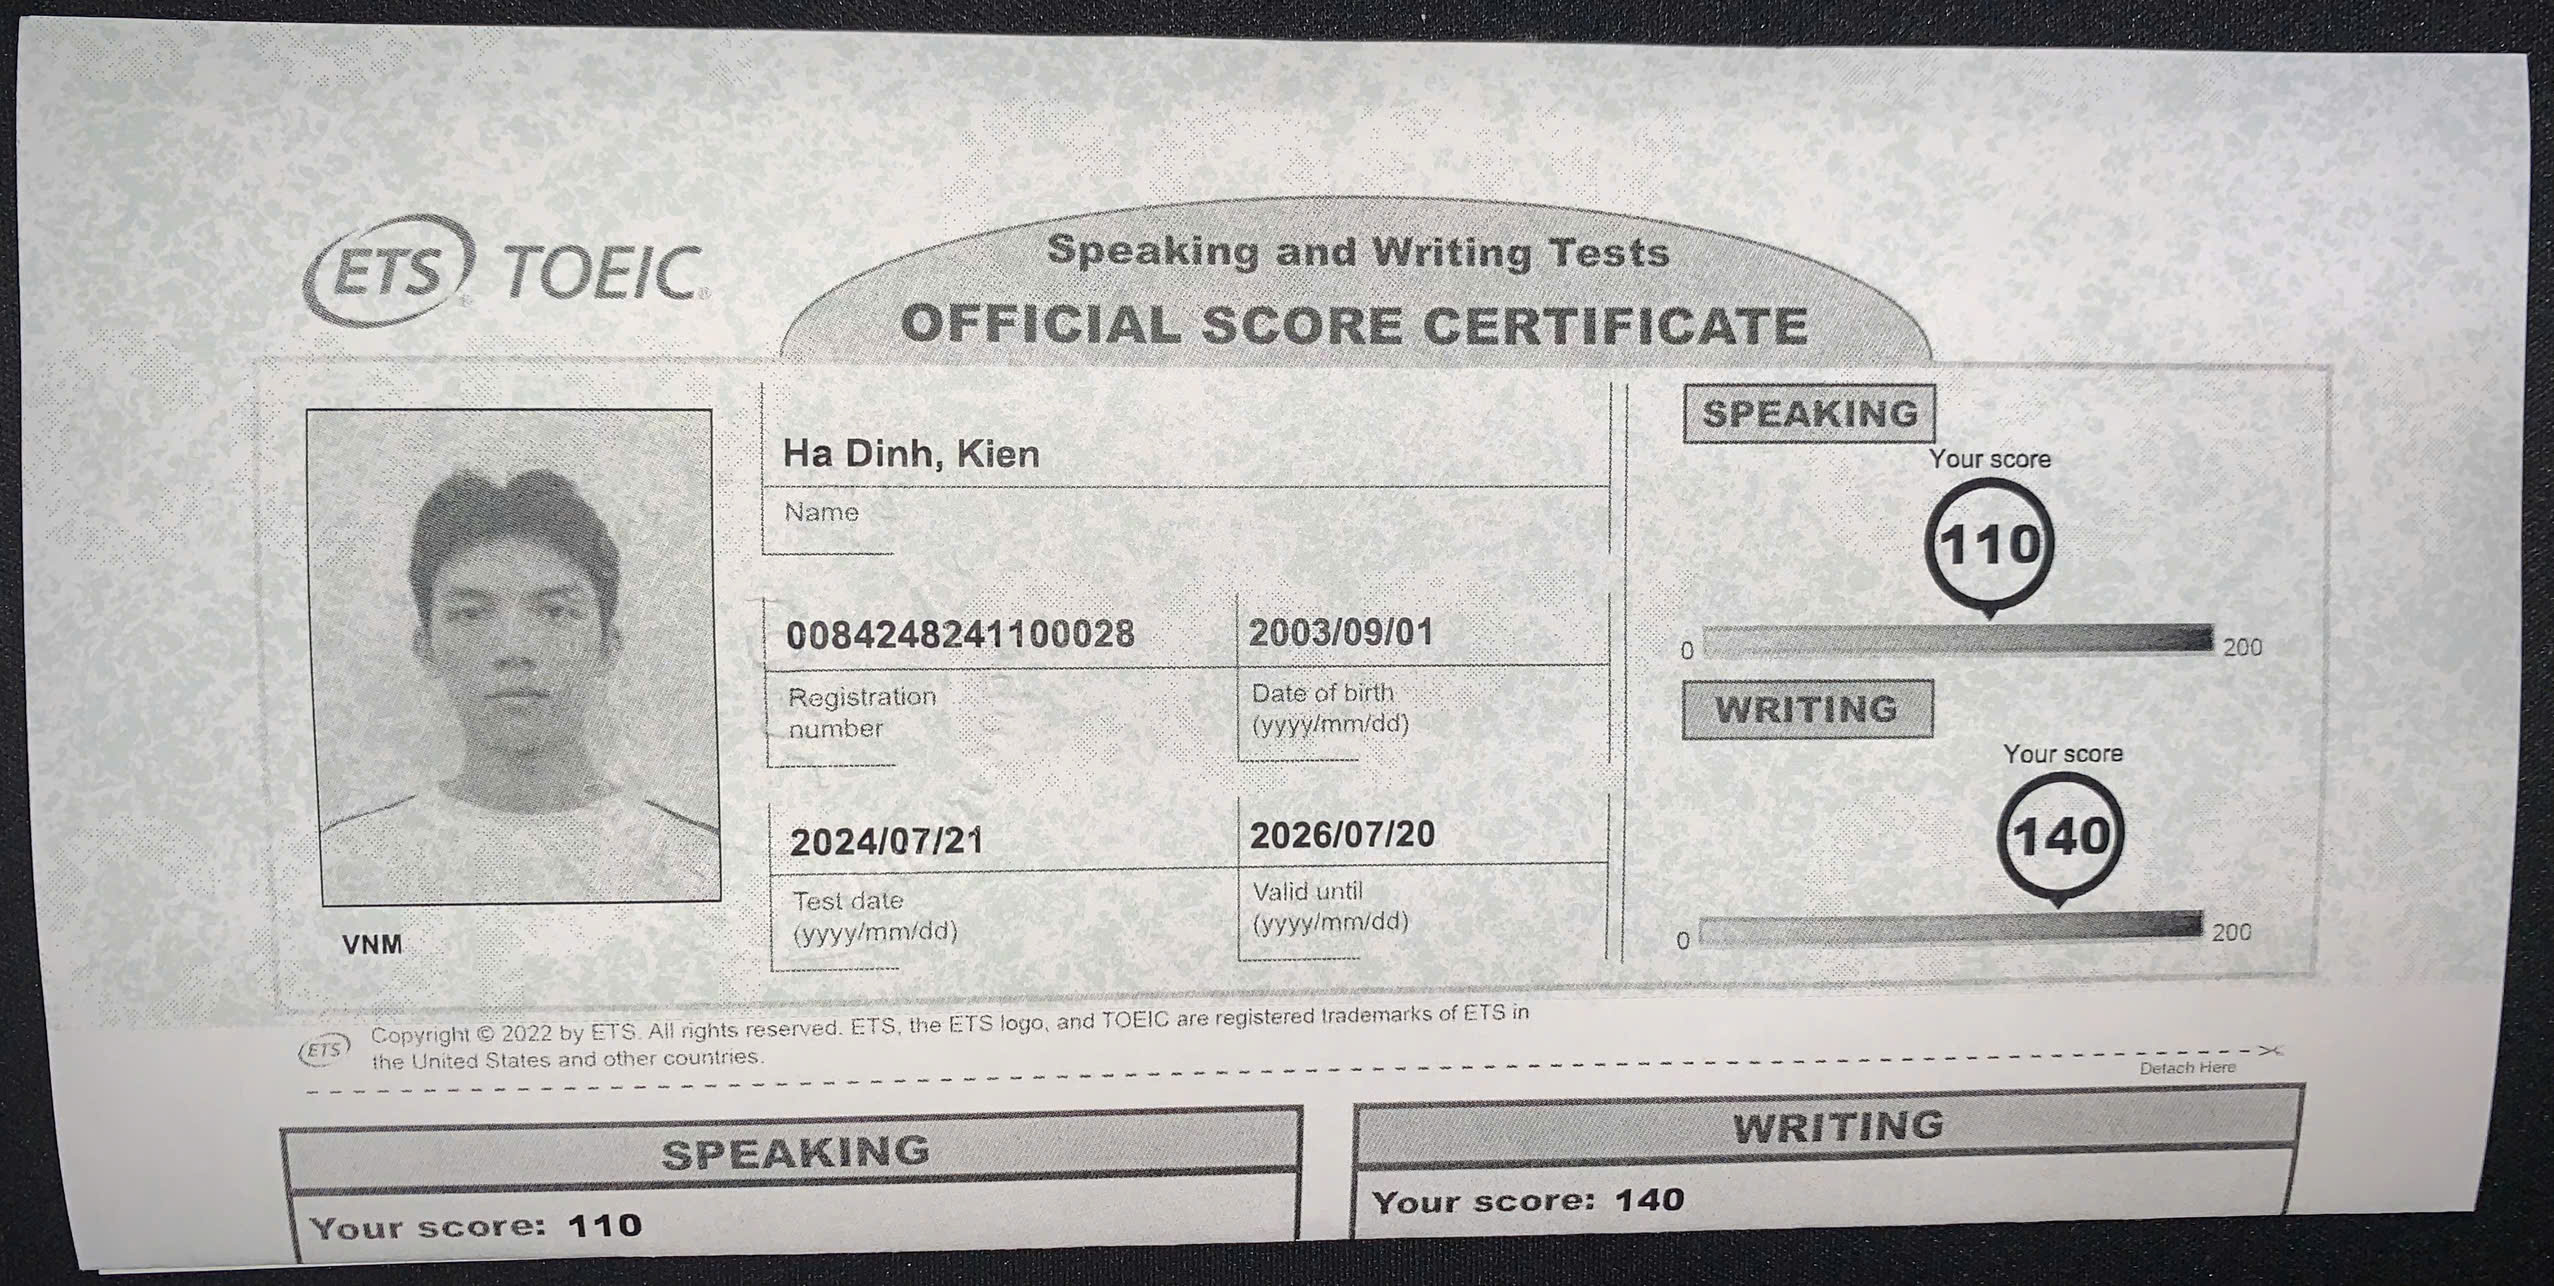 ETS® TOEIC®
Speaking and Writing Tests
OFFICIAL SCORE CERTIFICATE
Ha Dinh, Kien
Name
0084248241100028
Registration
number
2003/09/01
Date of birth
(yyyy/mm/dd)
2024/07/21
Test date
(yyyy/mm/dd)
2026/07/20
Valid until
(yyyy/mm/dd)
VNM
SPEAKING
Your score
110
0 200
WRITING
Your score
140
0 200
ETS
Copyright © 2022 by ETS. All rights reserved. ETS, the ETS logo, and TOEIC are registered trademarks of ETS in
the United States and other countries.
Detach Here
SPEAKING
Your score: 110
WRITING
Your score: 140